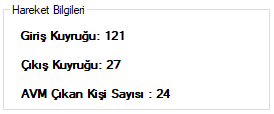 Hareket Bilgileri
Giriş Kuyruğu: 121
Çıkış Kuyruğu: 27
AVM Çıkan Kişi Sayısı : 24